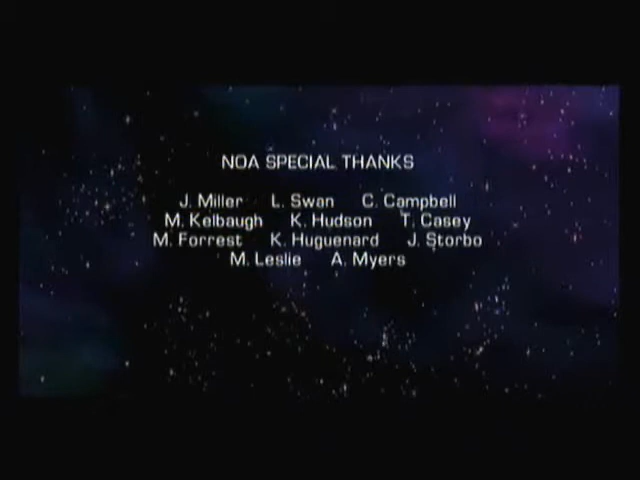 NOA SPECIAL THANKS
J. Miller L. Swan C. Campbell
M. Kelbaugh K. Hudson T. Casey
M. Forrest K. Huguenard J. Storbo
M. Leslie A. Myers